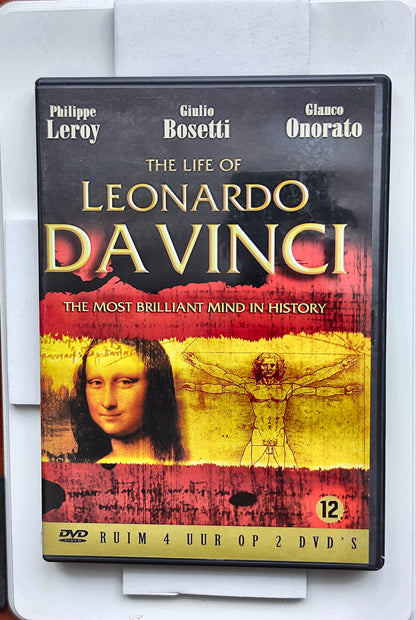 Philippe Leroy
Giulio Bosetti
Glauco Onorato
THE LIFE OF
LEONARDO
DA VINCI
THE MOST BRILLIANT MIND IN HISTORY
12
DVD VIDEO
RUIM 4 UUR OP 2 DVD'S